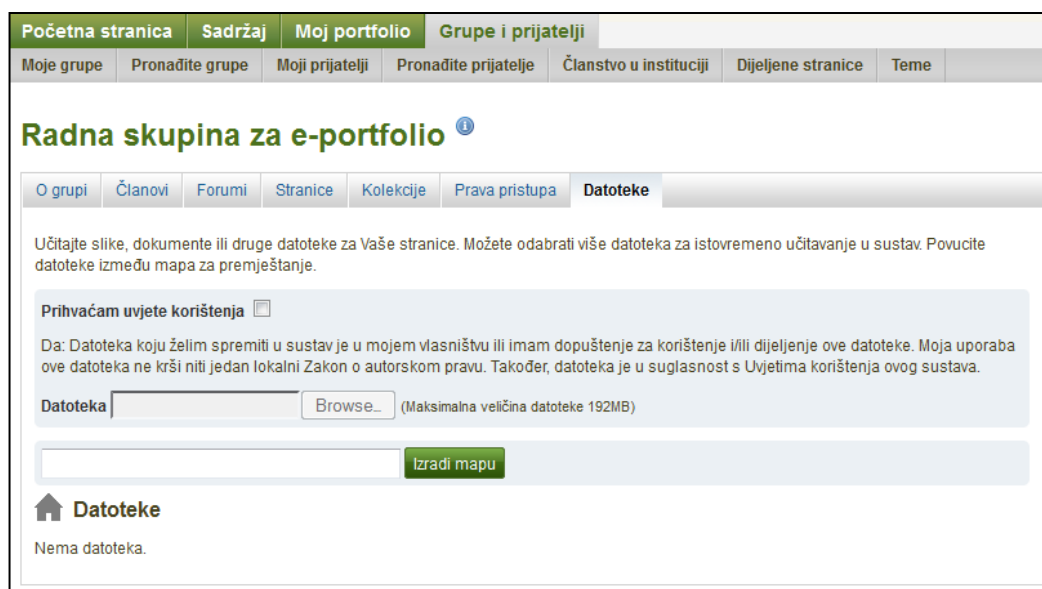 Početna stranica Sadržaj Moj portfolio Grupe i prijatelji
Moje grupe Pronađite grupe Moji prijatelji Pronađite prijatelje Članstvo u instituciji Dijeljene stranice Teme
Radna skupina za e-portfolio
O grupi Članovi Forumi Stranice Kolekcije Prava pristupa Datoteke
Učitajte slike, dokumente ili druge datoteke za Vaše stranice. Možete odabrati više datoteka za istovremeno učitavanje u sustav. Povucite
datoteke između mapa za premještanje.
Prihvaćam uvjete korištenja
Da: Datoteka koju želim spremiti u sustav je u mojem vlasništvu ili imam dopuštenje za korištenje i/ili dijeljenje ove datoteke. Moja uporaba
ove datoteka ne krši niti jedan lokalni Zakon o autorskom pravu. Također, datoteka je u suglasnost s Uvjetima korištenja ovog sustava.
Datoteka Browse... (Maksimalna veličina datoteke 192MB)
Izradi mapu
Datoteke
Nema datoteka.